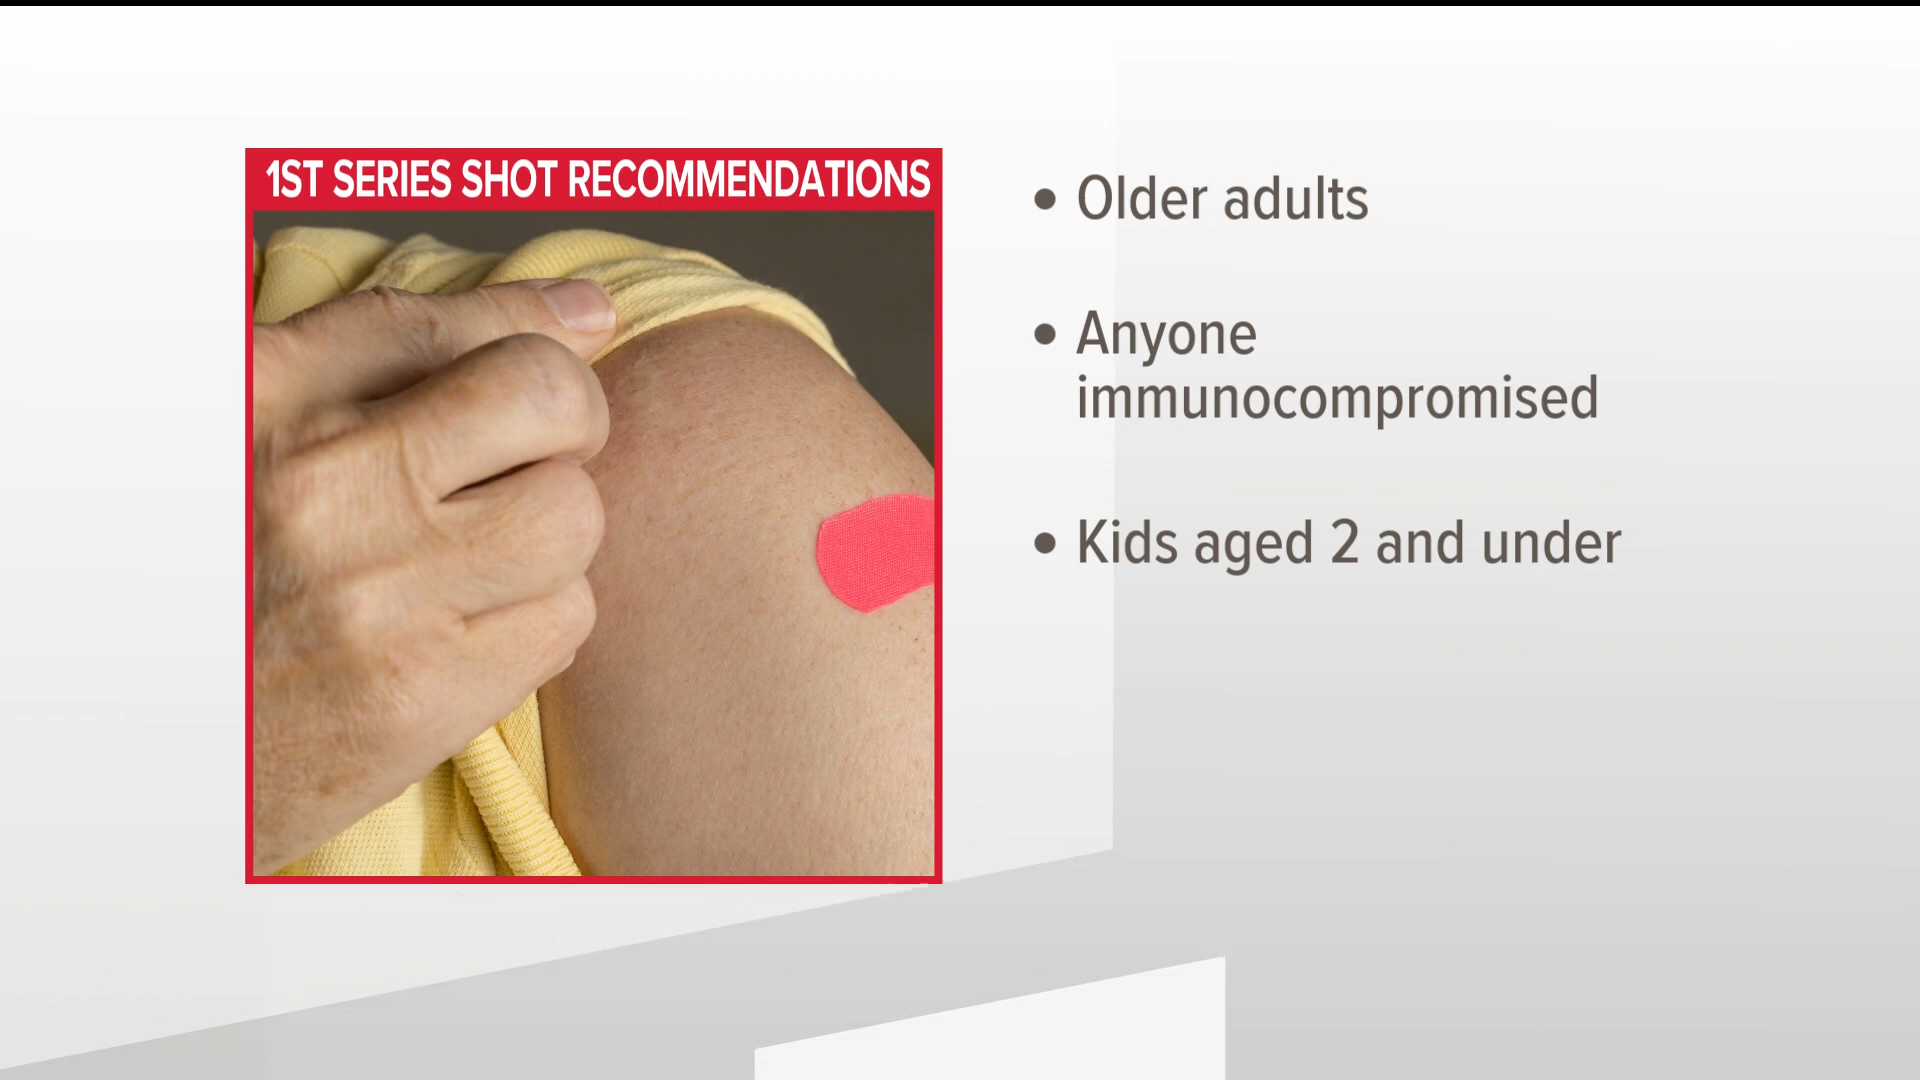 1ST SERIES SHOT RECOMMENDATIONS
• Older adults
• Anyone
immunocompromised
• Kids aged 2 and under